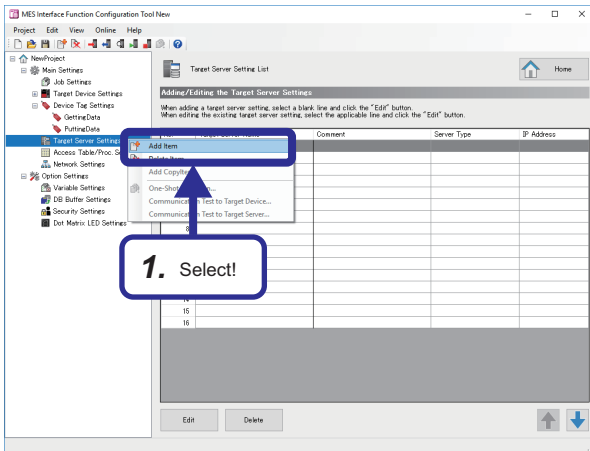 MES Interface Function Configuration Tool New
Project Edit View Online Help
NewProject
Main Settings
Job Settings
Target Device Settings
Device Tag Settings
GettingData
PuttingData
Target Server Settings
Access Table/Proc. Se
Network Settings
Option Settings
Variable Settings
DB Buffer Settings
Security Settings
Dot Matrix LED Settings
Target Server Setting List
Home
Adding/Editing the Target Server Settings
When adding a target server setting, select a blank line and click the "Edit" button.
When editing the existing target server setting, select the applicable line and click the "Edit" button.
Comment Server Type IP Address
Add Item
Delete Item
Add CopyIte
One-Shot
Communicat n Test to Target Device...
Communicat n Test to Target Server...
8
1. Select!
14
15
16
Edit Delete